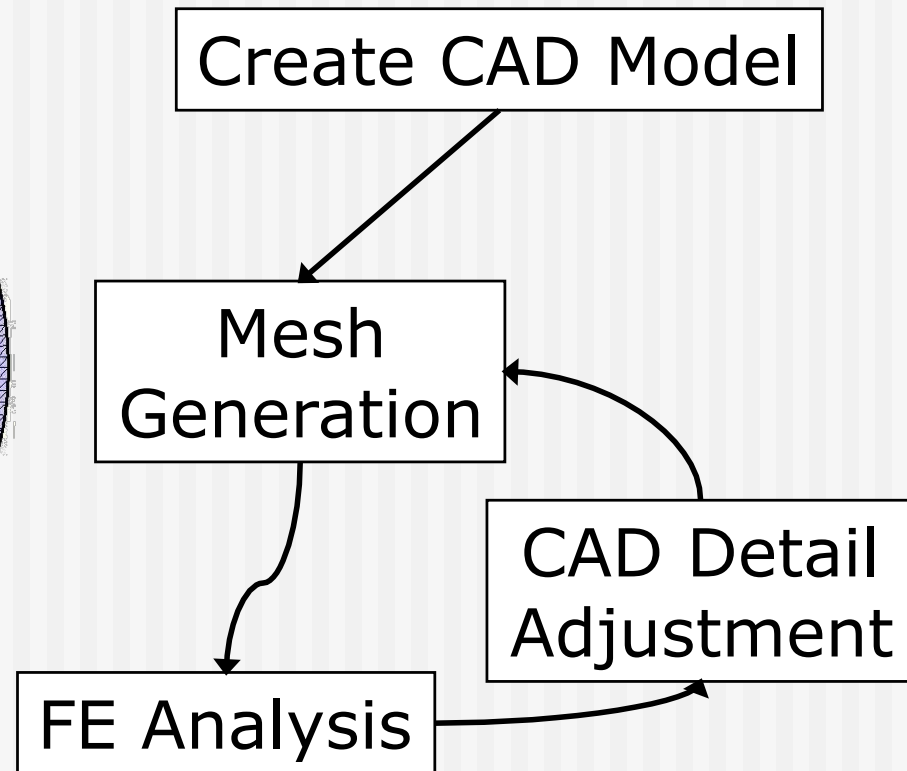 Create CAD Model
Mesh
Generation
CAD Detail
Adjustment
FE Analysis